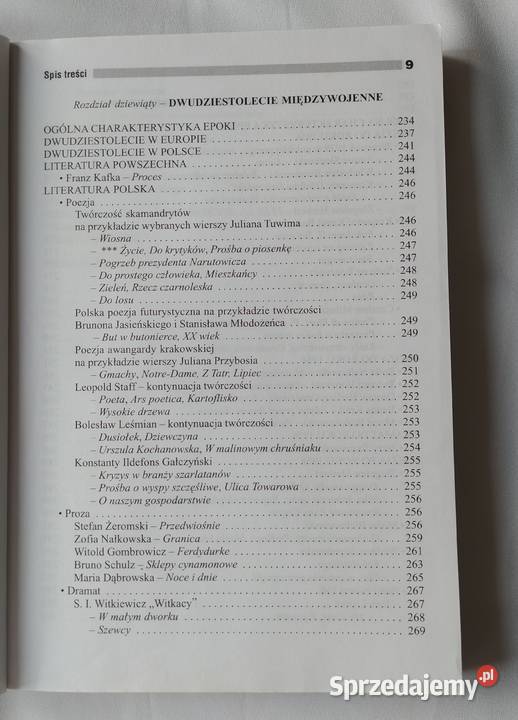 Spis treści 9
Rozdział dziewiąty – DWUDZIESTOLECIE MIĘDZYWOJENNE
OGÓLNA CHARAKTERYSTYKA EPOKI 234
DWUDZIESTOLECIE W EUROPIE 237
DWUDZIESTOLECIE W POLSCE 241
LITERATURA POWSZECHNA 244
• Franz Kafka – Proces 244
LITERATURA POLSKA 246
• Poezja 246
Twórczość skamandrytów
na przykładzie wybranych wierszy Juliana Tuwima 246
– Wiosna 246
– *** Życie, Do krytyków, Prośba o piosenkę 247
– Pogrzeb prezydenta Narutowicza 247
– Do prostego człowieka, Mieszkańcy 248
– Zieleń, Rzecz czarnoleska 248
– Do losu 249
Polska poezja futurystyczna na przykładzie twórczości
Brunona Jasieńskiego i Stanisława Młodożeńca 249
– But w butonierce, XX wiek 249
Poezja awangardy krakowskiej
na przykładzie wierszy Juliana Przybosia 250
– Gmachy, Notre-Dame, Z Tatr, Lipiec 251
Leopold Staff – kontynuacja twórczości 252
– Poeta, Ars poetica, Kartoflisko 252
– Wysokie drzewa 253
Bolesław Leśmian – kontynuacja twórczości 253
– Dusiołek, Dziewczyna 253
– Urszula Kochanowska, W malinowym chruśniaku 254
Konstanty Ildefons Gałczyński 255
– Kryzys w branży szarlatanów 255
– Prośba o wyspy szczęśliwe, Ulica Towarowa 255
– O naszym gospodarstwie 256
• Proza 256
Stefan Żeromski – Przedwiośnie 256
Zofia Nałkowska – Granica 259
Witold Gombrowicz – Ferdydurke 261
Bruno Schulz – Sklepy cynamonowe 263
Maria Dąbrowska – Noce i dnie 265
• Dramat 267
S. I. Witkiewicz „Witkacy” 267
– W małym dworku 268
– Szewcy 269
Sprzedajemy.pl